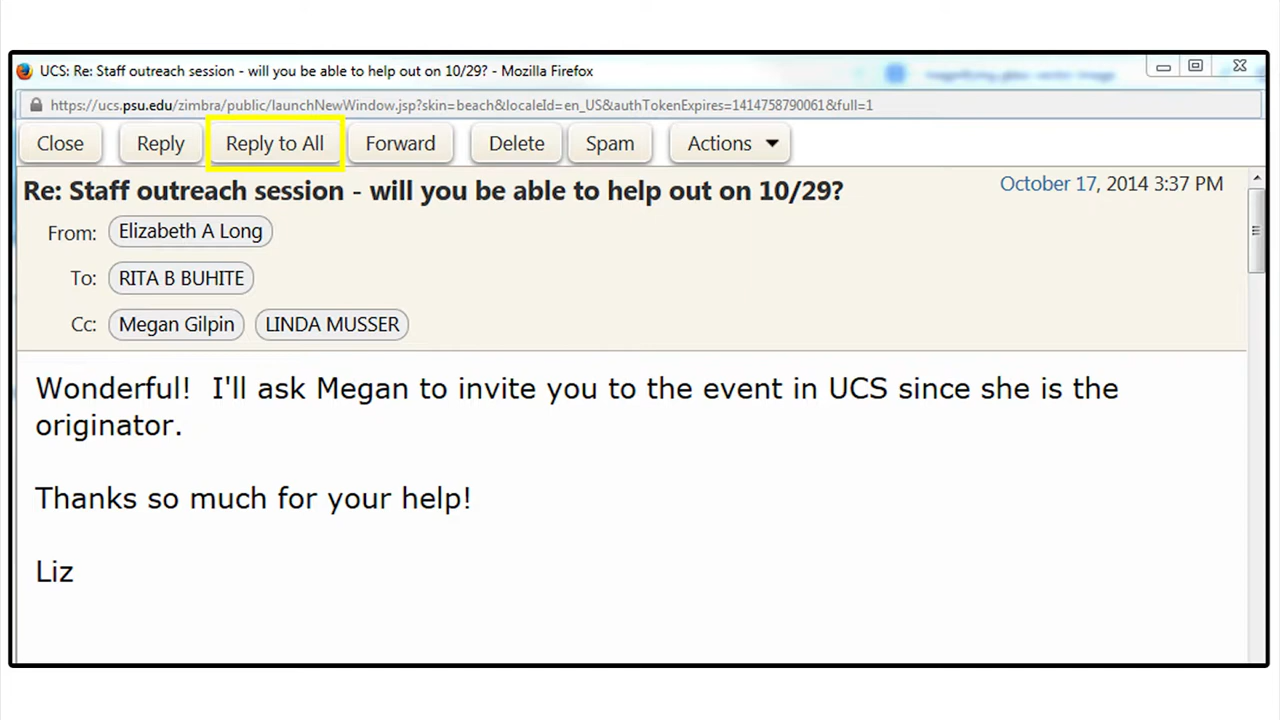 UCS: Re: Staff outreach session - will you be able to help out on 10/29? - Mozilla Firefox
https://ucs.psu.edu/zimbra/public/launchNewWindow.jsp?skin=beach&localeId=en_US&authTokenExpires=1414758790061&full=1
Close Reply Reply to All Forward Delete Spam Actions
Re: Staff outreach session - will you be able to help out on 10/29? October 17, 2014 3:37 PM
From: Elizabeth A Long
To: RITA B BUHITE
Cc: Megan Gilpin LINDA MUSSER
Wonderful! I'll ask Megan to invite you to the event in UCS since she is the
originator.
Thanks so much for your help!
Liz